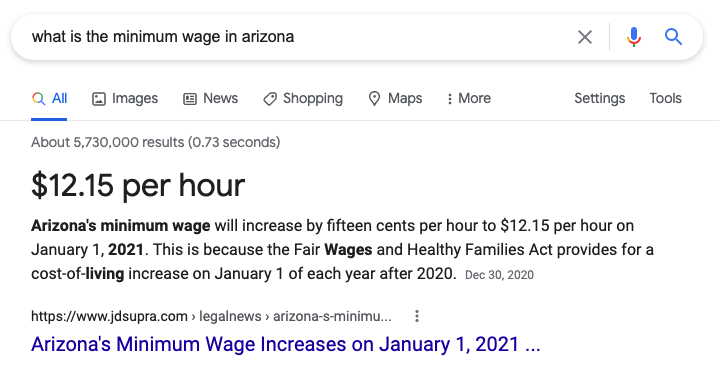 what is the minimum wage in arizona
All Images News Shopping Maps More Settings Tools
About 5,730,000 results (0.73 seconds)
$12.15 per hour
Arizona's minimum wage will increase by fifteen cents per hour to $12.15 per hour on
January 1, 2021. This is because the Fair Wages and Healthy Families Act provides for a
cost-of-living increase on January 1 of each year after 2020. Dec 30, 2020
https://www.jdsupra.com › legalnews › arizona-s-minimu...
Arizona's Minimum Wage Increases on January 1, 2021 ...